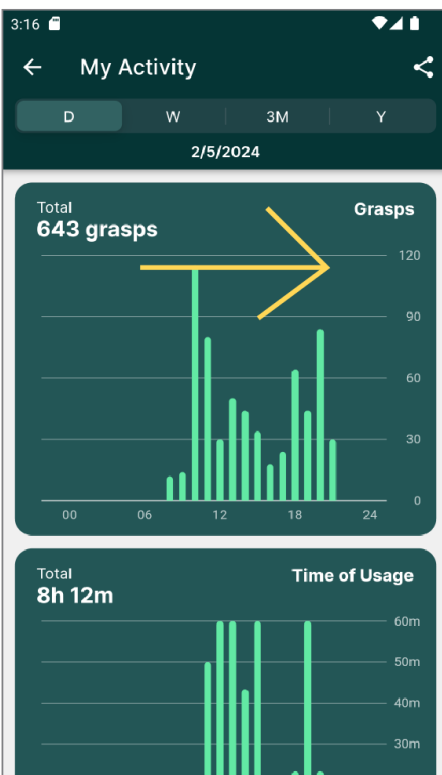 3:16
My Activity
D W 3M Y
2/5/2024
Total Grasps
643 grasps
120
90
60
30
0
00 06 12 18 24
Total Time of Usage
8h 12m
60m
50m
40m
30m